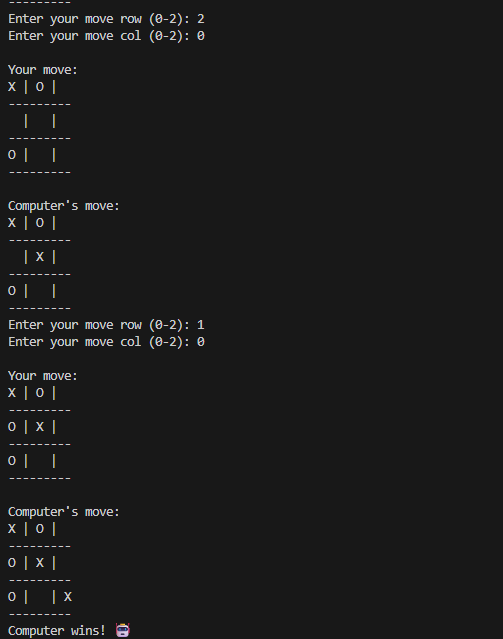 ---------
Enter your move row (0-2): 2
Enter your move col (0-2): 0

Your move:
X | O |
---------
  |   |
---------
O |   |
---------

Computer's move:
X | O |
---------
  | X |
---------
O |   |
---------
Enter your move row (0-2): 1
Enter your move col (0-2): 0

Your move:
X | O |
---------
O | X |
---------
O |   |
---------

Computer's move:
X | O |
---------
O | X |
---------
O |   | X
---------
Computer wins! 🤖